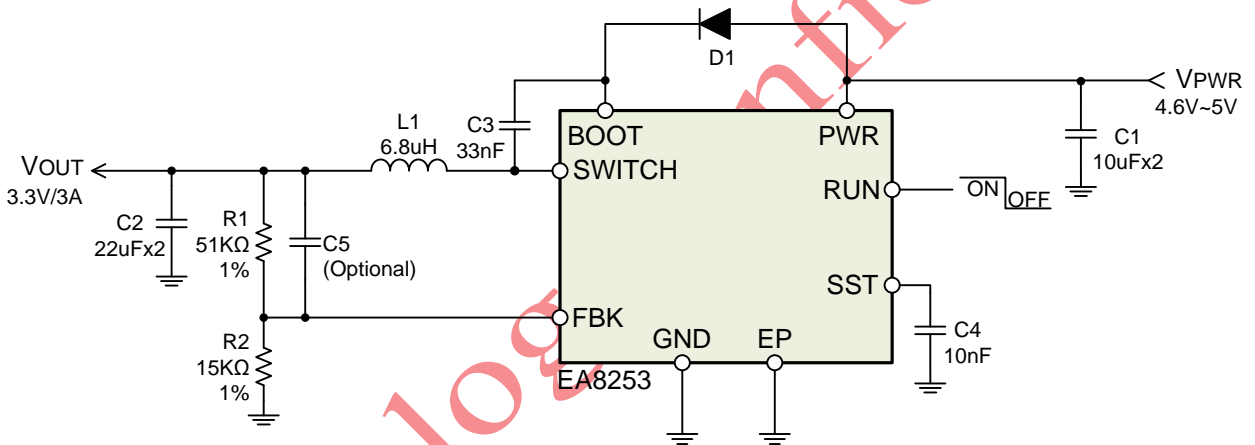 D1
VPWR
4.6V~5V
C1
10uFx2
L1
6.8uH
C3
33nF
BOOT
PWR
SWITCH
RUN
ON
OFF
VOUT
3.3V/3A
C2
22uFx2
R1
51KΩ
1%
C5
(Optional)
SST
FBK
GND
EP
C4
10nF
R2
15KΩ
1%
EA8253